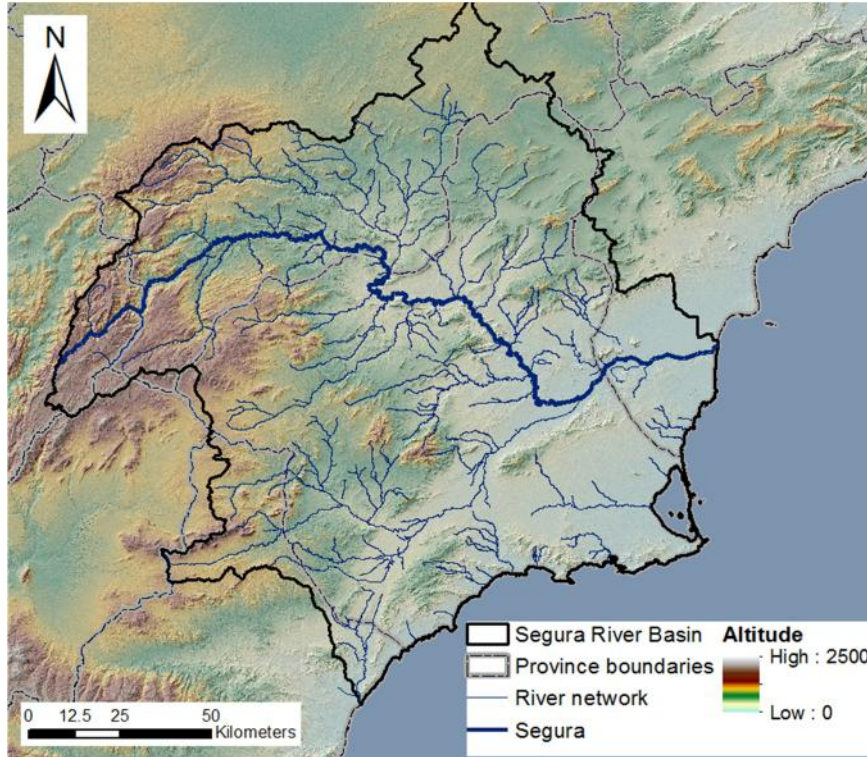 N
Segura River Basin
Province boundaries
River network
Segura
Altitude
High : 2500
Low : 0
0 12.5 25 50
Kilometers